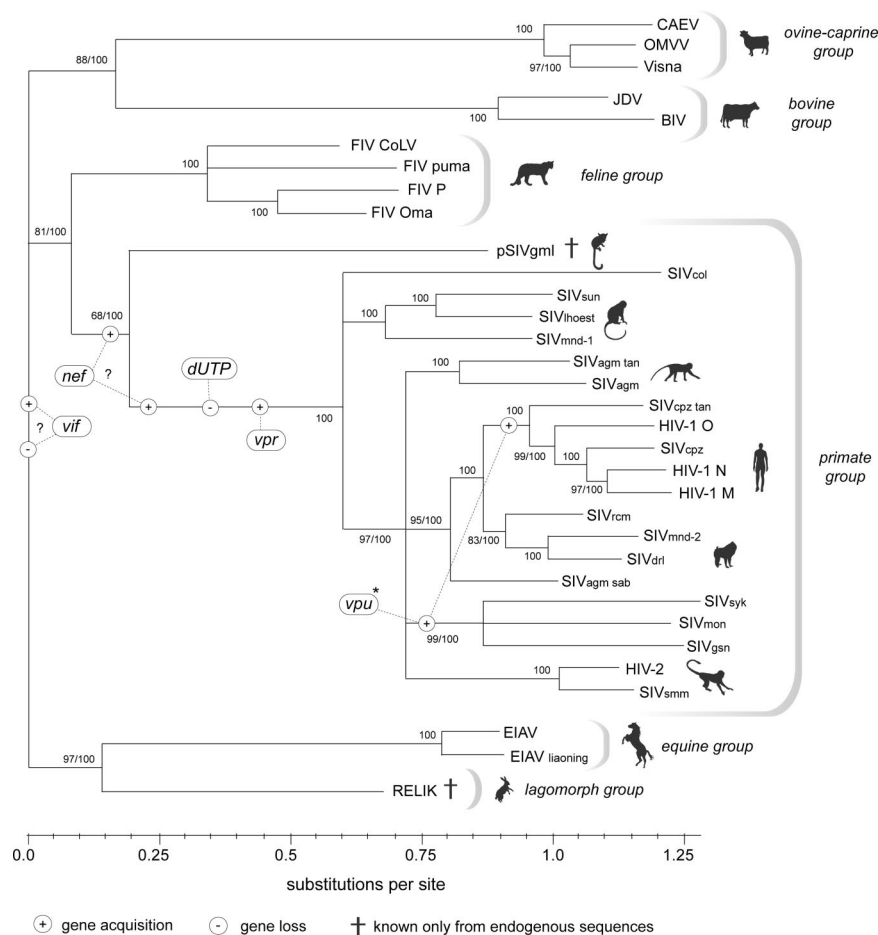 CAEV
ovine-caprine
group
88/100
100
OMVV
97/100
Visna
JDV
bovine
group
100
BIV
FIV CoLV
100
FIV puma
feline group
FIV P
100
FIV Oma
81/100
pSIVgml †
SIVcol
68/100
100
SIVsun
100
SIVlhoest
SIVmnd-1
nef
?
dUTP
100
SIVagm tan
SIVagm
+
+
-
+
100
vpr
+
?
vif
-
SIVcpz tan
100
+
HIV-1 O
99/100
100
SIVcpz
primate
group
HIV-1 N
97/100
HIV-1 M
100
SIVrcm
97/100
95/100
83/100
SIVmnd-2
100
SIVdrl
SIVagm sab
vpu*
SIVsyk
+
99/100
SIVmon
SIVgsn
100
HIV-2
SIVsmm
100
EIAV
equine group
EIAV liaoning
97/100
RELIK †
lagomorph group
0.0 0.25 0.5 0.75 1.0 1.25
substitutions per site
+ gene acquisition - gene loss † known only from endogenous sequences